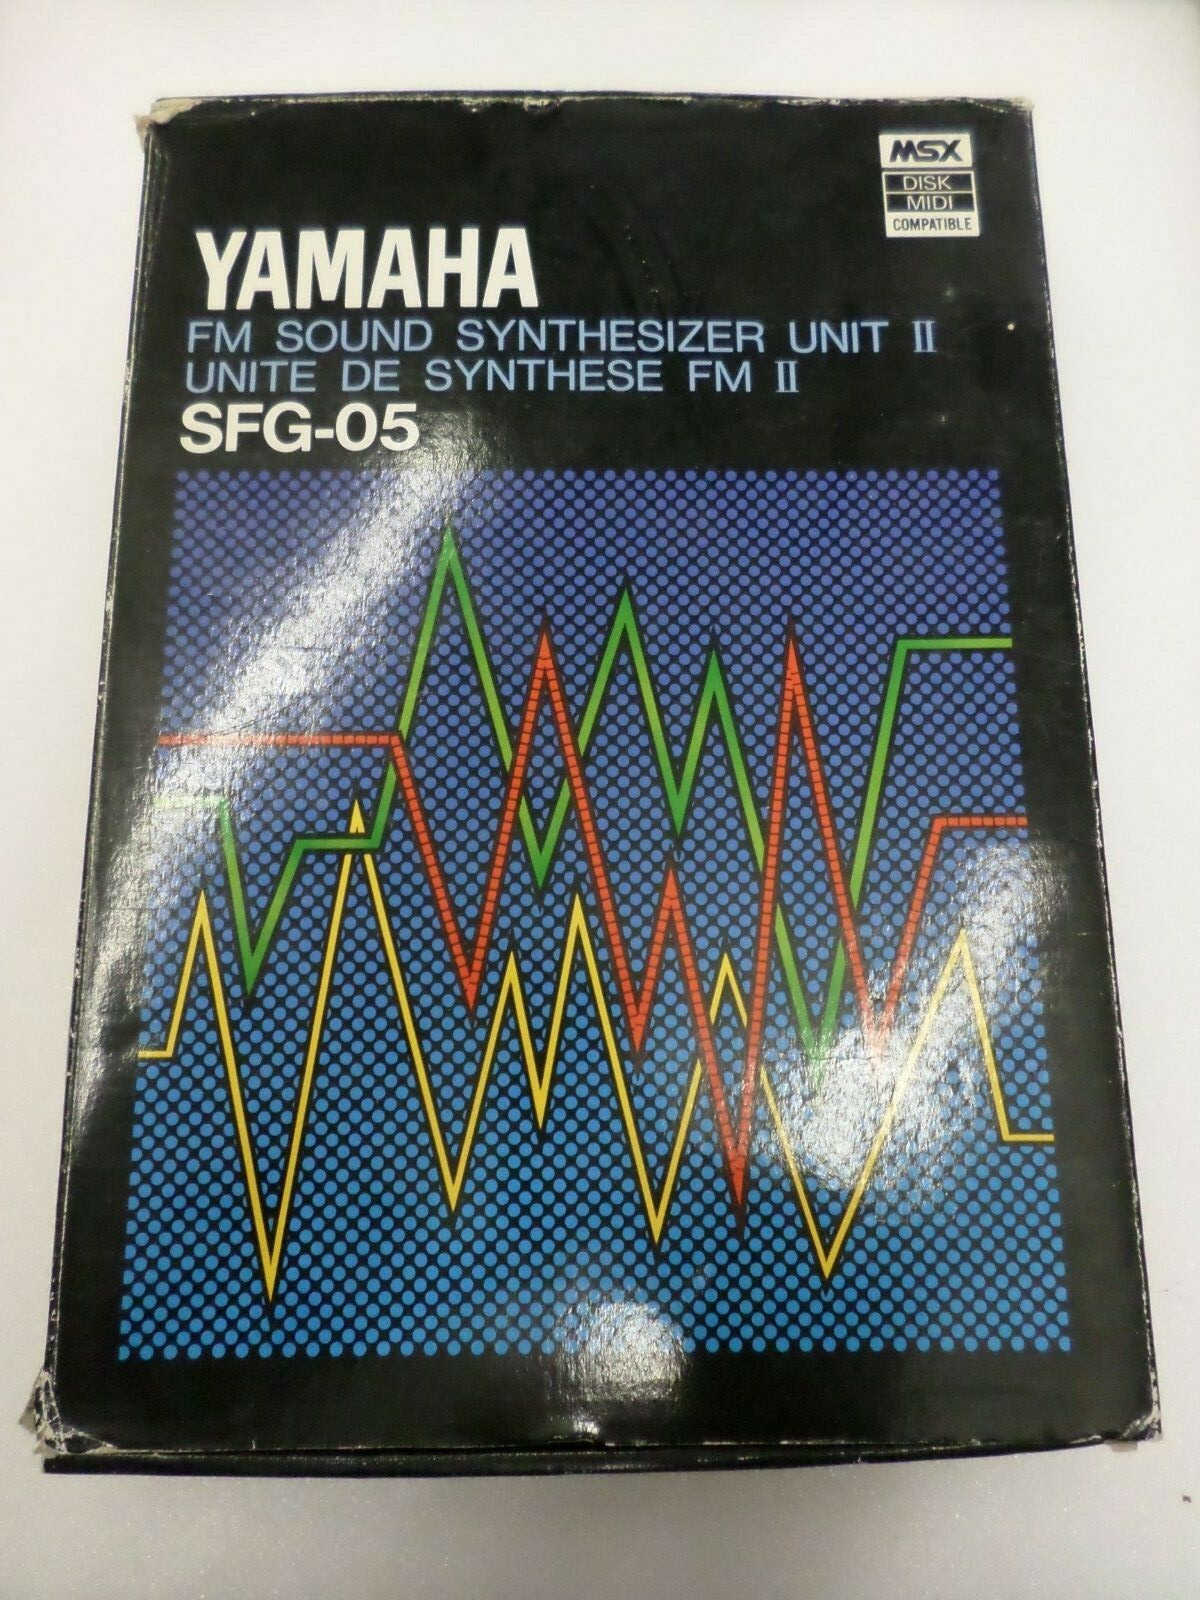 MSX
DISK
MIDI
COMPATIBLE
YAMAHA
FM SOUND SYNTHESIZER UNIT II
UNITE DE SYNTHESE FM II
SFG-05